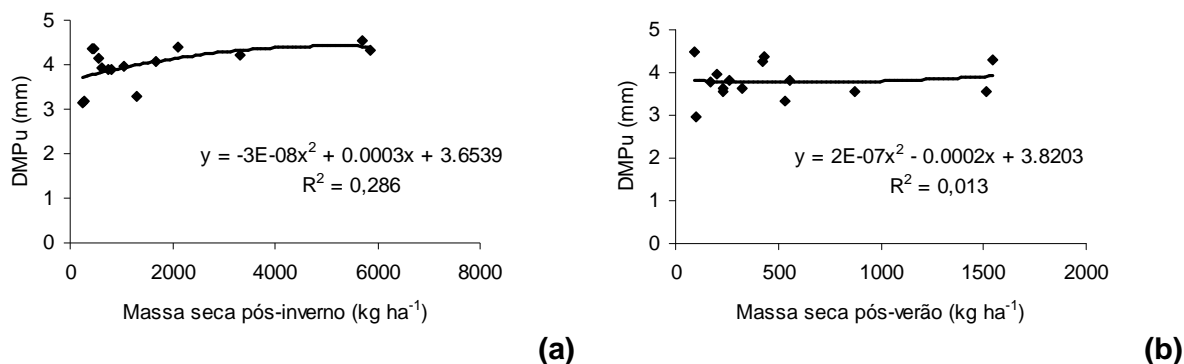 5
4
3
2
1
0
DMPu (mm)
y = -3E-08x² + 0.0003x + 3.6539
R² = 0,286
0 2000 4000 6000 8000
Massa seca pós-inverno (kg ha⁻¹)
(a)
5
4
3
2
1
0
DMPu (mm)
y = 2E-07x² - 0.0002x + 3.8203
R² = 0,013
0 500 1000 1500 2000
Massa seca pós-verão (kg ha⁻¹)
(b)